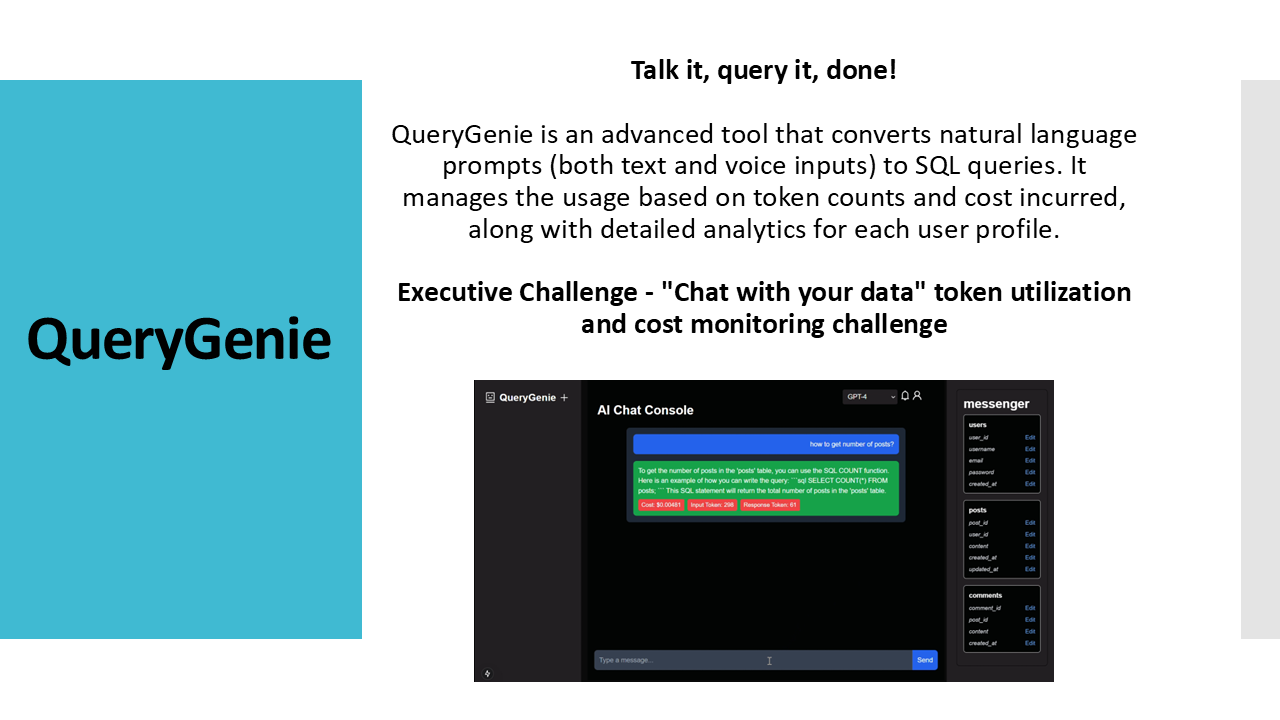 Talk it, query it, done!
QueryGenie is an advanced tool that converts natural language
prompts (both text and voice inputs) to SQL queries. It
manages the usage based on token counts and cost incurred,
along with detailed analytics for each user profile.
Executive Challenge - "Chat with your data" token utilization
and cost monitoring challenge
QueryGenie
QueryGenie +
AI Chat Console
GPT-4
how to get number of posts?
To get the number of posts in the 'posts' table, you can use the SQL COUNT function.
Here is an example of how you can write the query: ```sql SELECT COUNT(*) FROM
posts; ``` This SQL statement will return the total number of posts in the 'posts' table.
Cost: $0.00481 Input Token: 298 Response Token: 61
Type a message...
Send
messenger
users
user_id Edit
username Edit
email Edit
password Edit
created_at Edit
posts
post_id Edit
user_id Edit
content Edit
created_at Edit
updated_at Edit
comments
comment_id Edit
post_id Edit
content Edit
created_at Edit